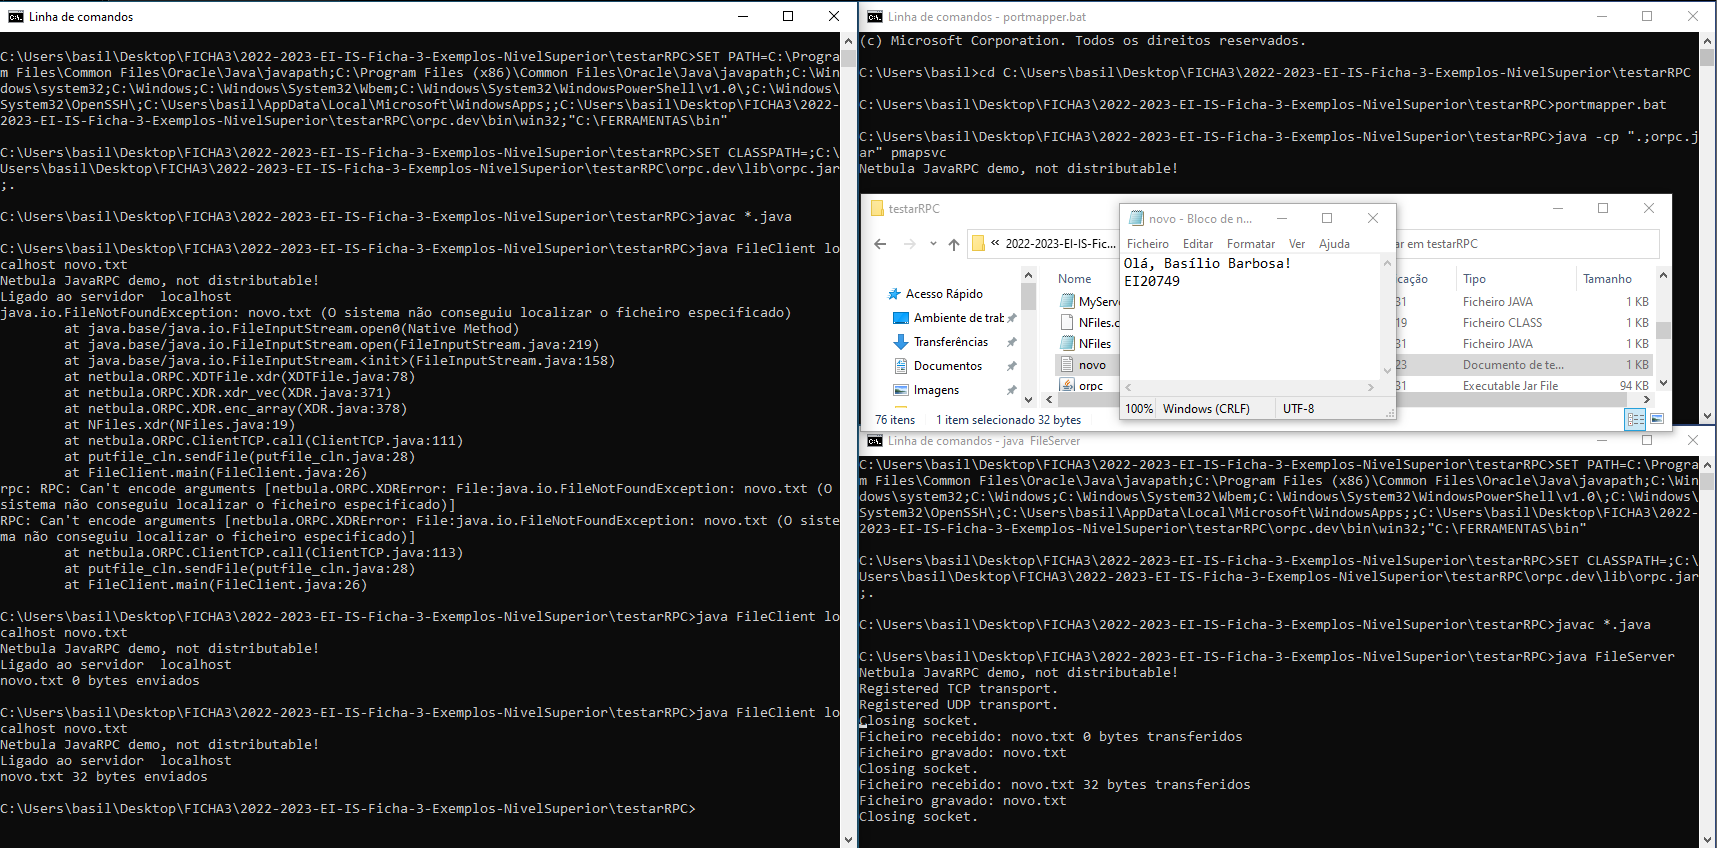 Linha de comandos
C:\Users\basil\Desktop\FICHA3\2022-2023-EI-IS-Ficha-3-Exemplos-NivelSuperior\testarRPC>SET PATH=C:\Progra
m Files\Common Files\Oracle\Java\javapath;C:\Program Files (x86)\Common Files\Oracle\Java\javapath;C:\Win
dows\system32;C:\Windows;C:\Windows\System32\Wbem;C:\Windows\System32\WindowsPowerShell\v1.0\;C:\Windows\
System32\OpenSSH\;C:\Users\basil\AppData\Local\Microsoft\WindowsApps;;C:\Users\basil\Desktop\FICHA3\2022-
2023-EI-IS-Ficha-3-Exemplos-NivelSuperior\testarRPC\orpc.dev\bin\win32;"C:\FERRAMENTAS\bin"
C:\Users\basil\Desktop\FICHA3\2022-2023-EI-IS-Ficha-3-Exemplos-NivelSuperior\testarRPC>SET CLASSPATH=;C:\
Users\basil\Desktop\FICHA3\2022-2023-EI-IS-Ficha-3-Exemplos-NivelSuperior\testarRPC\orpc.dev\lib\orpc.jar
;.
C:\Users\basil\Desktop\FICHA3\2022-2023-EI-IS-Ficha-3-Exemplos-NivelSuperior\testarRPC>javac *.java
C:\Users\basil\Desktop\FICHA3\2022-2023-EI-IS-Ficha-3-Exemplos-NivelSuperior\testarRPC>java FileClient lo
calhost novo.txt
Netbula JavaRPC demo, not distributable!
Ligado ao servidor  localhost
java.io.FileNotFoundException: novo.txt (O sistema não conseguiu localizar o ficheiro especificado)
at java.base/java.io.FileInputStream.open0(Native Method)
at java.base/java.io.FileInputStream.open(FileInputStream.java:219)
at java.base/java.io.FileInputStream.<init>(FileInputStream.java:158)
at netbula.ORPC.XDTFile.xdr(XDTFile.java:78)
at netbula.ORPC.XDR.xdr_vec(XDR.java:371)
at netbula.ORPC.XDR.enc_array(XDR.java:378)
at NFiles.xdr(NFiles.java:19)
at netbula.ORPC.ClientTCP.call(ClientTCP.java:111)
at putfile_cln.sendFile(putfile_cln.java:28)
at FileClient.main(FileClient.java:26)
rpc: RPC: Can't encode arguments [netbula.ORPC.XDRError: File:java.io.FileNotFoundException: novo.txt (O
sistema não conseguiu localizar o ficheiro especificado)]
RPC: Can't encode arguments [netbula.ORPC.XDRError: File:java.io.FileNotFoundException: novo.txt (O siste
ma não conseguiu localizar o ficheiro especificado)]
at netbula.ORPC.ClientTCP.call(ClientTCP.java:113)
at putfile_cln.sendFile(putfile_cln.java:28)
at FileClient.main(FileClient.java:26)
C:\Users\basil\Desktop\FICHA3\2022-2023-EI-IS-Ficha-3-Exemplos-NivelSuperior\testarRPC>java FileClient lo
calhost novo.txt
Netbula JavaRPC demo, not distributable!
Ligado ao servidor  localhost
novo.txt 0 bytes enviados
C:\Users\basil\Desktop\FICHA3\2022-2023-EI-IS-Ficha-3-Exemplos-NivelSuperior\testarRPC>java FileClient lo
calhost novo.txt
Netbula JavaRPC demo, not distributable!
Ligado ao servidor  localhost
novo.txt 32 bytes enviados
C:\Users\basil\Desktop\FICHA3\2022-2023-EI-IS-Ficha-3-Exemplos-NivelSuperior\testarRPC>
Linha de comandos - portmapper.bat
(c) Microsoft Corporation. Todos os direitos reservados.
C:\Users\basil>cd C:\Users\basil\Desktop\FICHA3\2022-2023-EI-IS-Ficha-3-Exemplos-NivelSuperior\testarRPC
C:\Users\basil\Desktop\FICHA3\2022-2023-EI-IS-Ficha-3-Exemplos-NivelSuperior\testarRPC>portmapper.bat
C:\Users\basil\Desktop\FICHA3\2022-2023-EI-IS-Ficha-3-Exemplos-NivelSuperior\testarRPC>java -cp ".;orpc.j
ar" pmapsvc
Netbula JavaRPC demo, not distributable!
testarRPC
« 2022-2023-EI-IS-Fic...
ar em testarRPC
Acesso Rápido
Ambiente de trab
Transferências
Documentos
Imagens
Nome
cação
Tipo
Tamanho
MyServe
31
Ficheiro JAVA
1 KB
NFiles.c
19
Ficheiro CLASS
1 KB
NFiles
31
Ficheiro JAVA
1 KB
novo
23
Documento de te...
1 KB
orpc
31
Executable Jar File
94 KB
76 itens
1 item selecionado 32 bytes
novo - Bloco de n...
Ficheiro Editar Formatar Ver Ajuda
Olá, Basílio Barbosa!
EI20749
100%
Windows (CRLF)
UTF-8
Linha de comandos - java  FileServer
C:\Users\basil\Desktop\FICHA3\2022-2023-EI-IS-Ficha-3-Exemplos-NivelSuperior\testarRPC>SET PATH=C:\Progra
m Files\Common Files\Oracle\Java\javapath;C:\Program Files (x86)\Common Files\Oracle\Java\javapath;C:\Win
dows\system32;C:\Windows;C:\Windows\System32\Wbem;C:\Windows\System32\WindowsPowerShell\v1.0\;C:\Windows\
System32\OpenSSH\;C:\Users\basil\AppData\Local\Microsoft\WindowsApps;;C:\Users\basil\Desktop\FICHA3\2022-
2023-EI-IS-Ficha-3-Exemplos-NivelSuperior\testarRPC\orpc.dev\bin\win32;"C:\FERRAMENTAS\bin"
C:\Users\basil\Desktop\FICHA3\2022-2023-EI-IS-Ficha-3-Exemplos-NivelSuperior\testarRPC>SET CLASSPATH=;C:\
Users\basil\Desktop\FICHA3\2022-2023-EI-IS-Ficha-3-Exemplos-NivelSuperior\testarRPC\orpc.dev\lib\orpc.jar
;.
C:\Users\basil\Desktop\FICHA3\2022-2023-EI-IS-Ficha-3-Exemplos-NivelSuperior\testarRPC>javac *.java
C:\Users\basil\Desktop\FICHA3\2022-2023-EI-IS-Ficha-3-Exemplos-NivelSuperior\testarRPC>java FileServer
Netbula JavaRPC demo, not distributable!
Registered TCP transport.
Registered UDP transport.
Closing socket.
Ficheiro recebido: novo.txt 0 bytes transferidos
Ficheiro gravado: novo.txt
Closing socket.
Ficheiro recebido: novo.txt 32 bytes transferidos
Ficheiro gravado: novo.txt
Closing socket.